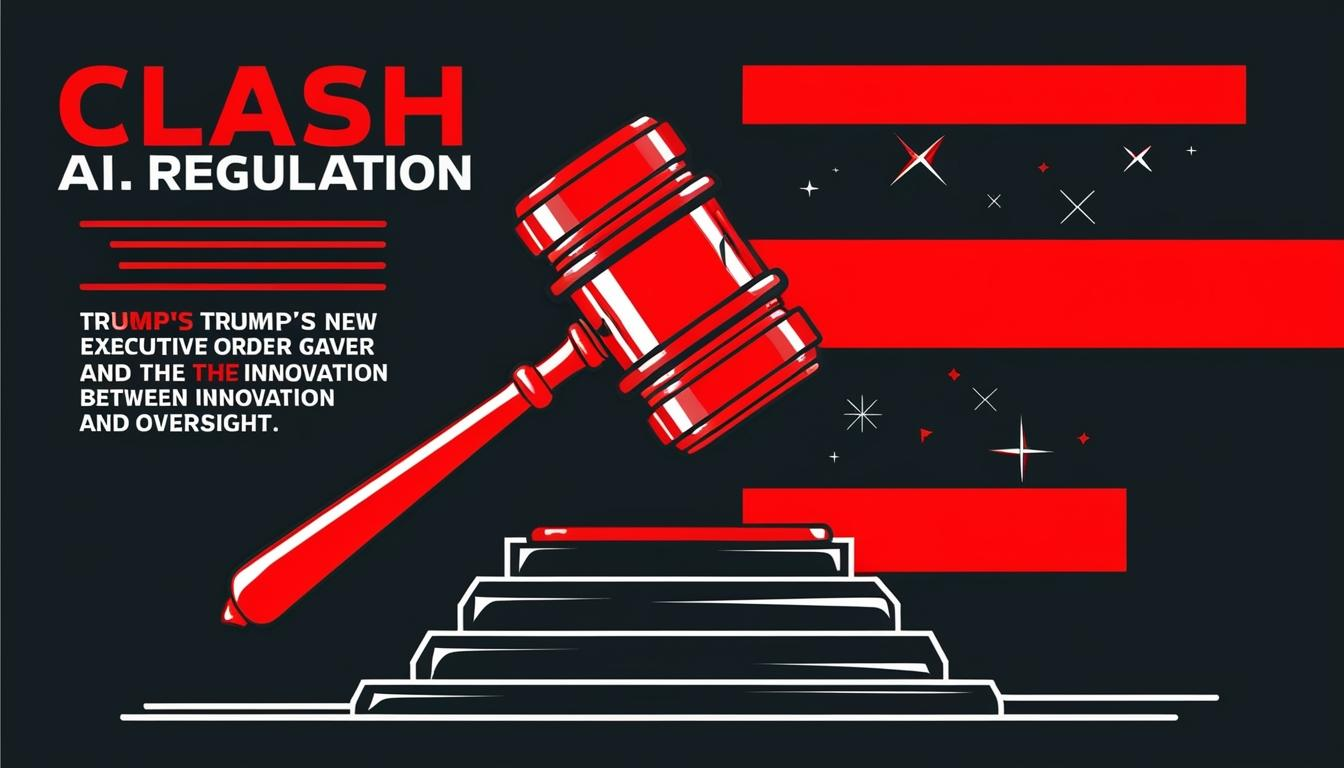 CLASH
AI. REGULATION
TRUMP'S TRUMP'S NEW
EXECUTIVE ORDER GAVER
AND THE THE INNOVATION
BETWEEN INNOVATION
AND OVERSIGHT.